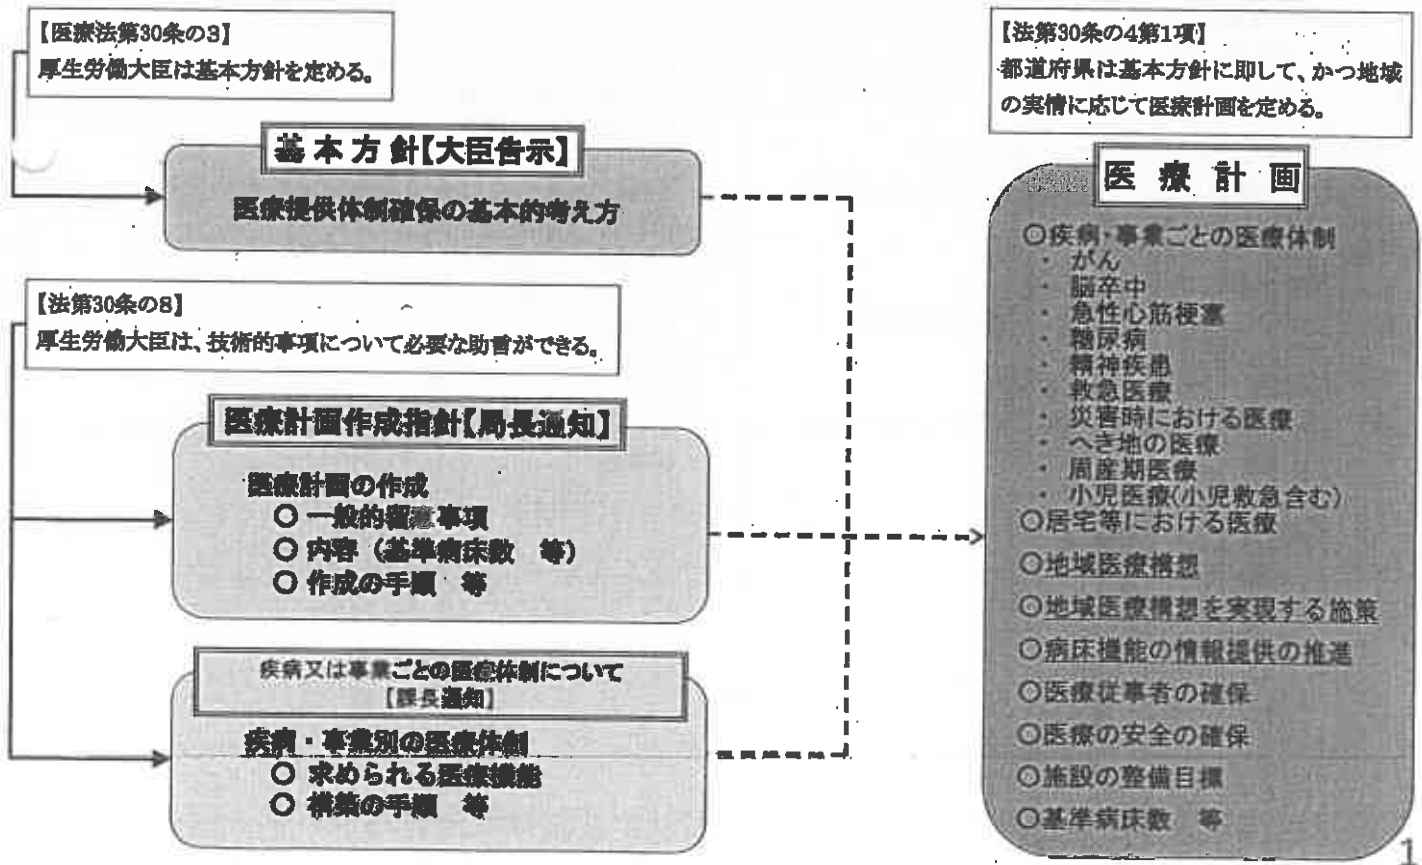 【医療法第30条の3】
厚生労働大臣は基本方針を定める。
基本方針【大臣告示】
医療提供体制確保の基本的考え方
【法第30条の8】
厚生労働大臣は、技術的事項について必要な助言ができる。
医療計画作成指針【局長通知】
医療計画の作成
○ 一般的留意事項
○ 内容（基準病床数 等）
○ 作成の手順 等
疾病又は事業ごとの医療体制について
【課長通知】
疾病・事業別の医療体制
○ 求められる医療機能
○ 構築の手順 等
【法第30条の4第1項】
都道府県は基本方針に即して、かつ地域
の実情に応じて医療計画を定める。
医療計画
○疾病・事業ごとの医療体制
・ がん
・ 脳卒中
・ 急性心筋梗塞
・ 糖尿病
・ 精神疾患
・ 救急医療
・ 災害時における医療
・ へき地の医療
・ 周産期医療
・ 小児医療(小児救急含む)
○居宅等における医療
○地域医療構想
○地域医療構想を実現する施策
○病床機能の情報提供の推進
○医療従事者の確保
○医療の安全の確保
○施設の整備目標
○基準病床数 等
1